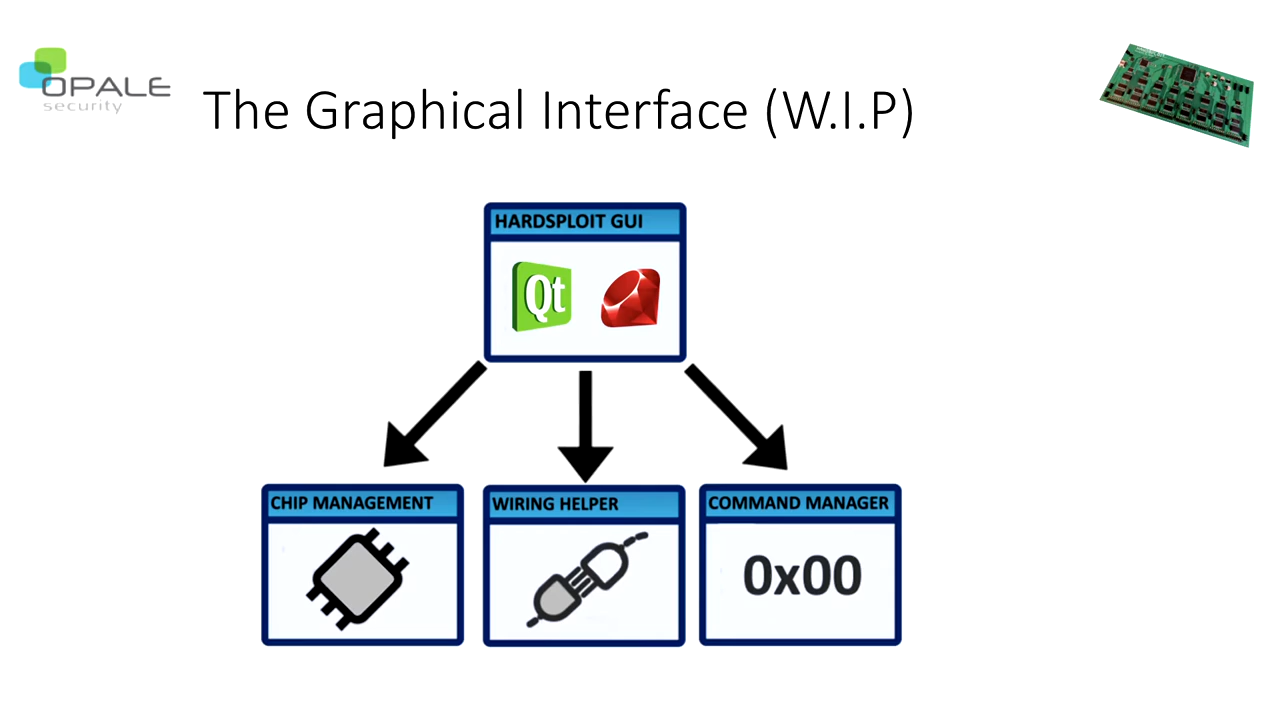 OPALE
security
The Graphical Interface (W.I.P)
HARDSPLOIT GUI
Qt
CHIP MANAGEMENT
WIRING HELPER
COMMAND MANAGER
0x00